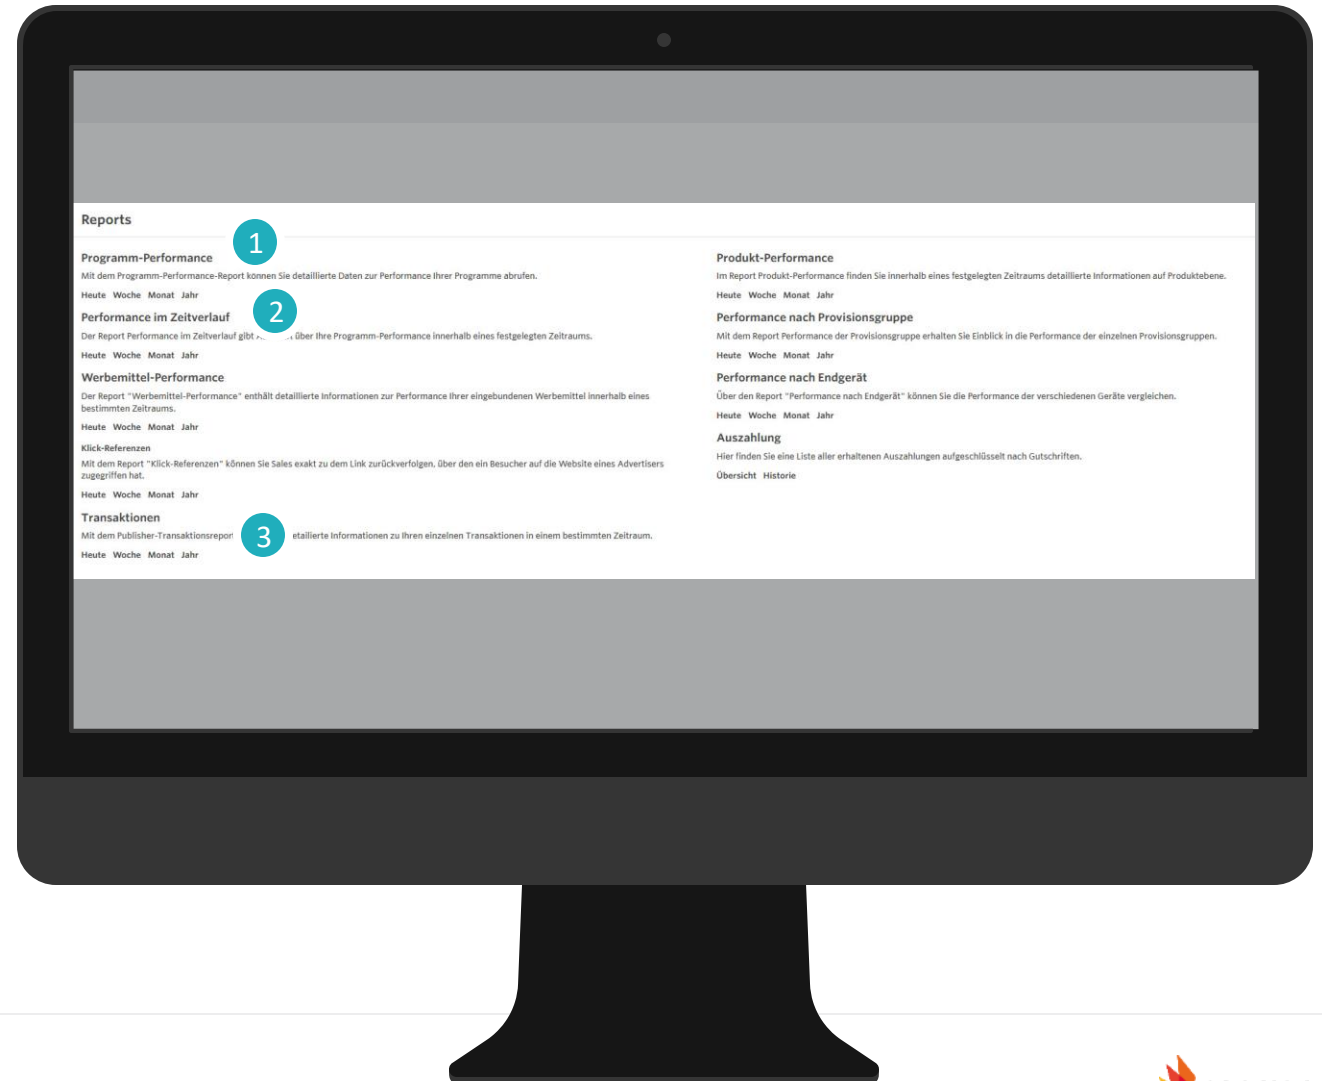 Reports
1
Programm-Performance
Mit dem Programm-Performance-Report können Sie detaillierte Daten zur Performance Ihrer Programme abrufen.
Heute Woche Monat Jahr
2
Performance im Zeitverlauf
Der Report Performance im Zeitverlauf gibt über Ihre Programm-Performance innerhalb eines festgelegten Zeitraums.
Heute Woche Monat Jahr
Werbemittel-Performance
Der Report "Werbemittel-Performance" enthält detaillierte Informationen zur Performance Ihrer eingebundenen Werbemittel innerhalb eines
bestimmten Zeitraums.
Heute Woche Monat Jahr
Klick-Referenzen
Mit dem Report "Klick-Referenzen" können Sie Sales exakt zu dem Link zurückverfolgen, über den ein Besucher auf die Website eines Advertisers
zugegriffen hat.
Heute Woche Monat Jahr
Transaktionen
Mit dem Publisher-Transaktionsreport 3 etaillierte Informationen zu Ihren einzelnen Transaktionen in einem bestimmten Zeitraum.
Heute Woche Monat Jahr
Produkt-Performance
Im Report Produkt-Performance finden Sie innerhalb eines festgelegten Zeitraums detaillierte Informationen auf Produktebene.
Heute Woche Monat Jahr
Performance nach Provisionsgruppe
Mit dem Report Performance der Provisionsgruppe erhalten Sie Einblick in die Performance der einzelnen Provisionsgruppen.
Heute Woche Monat Jahr
Performance nach Endgerät
Über den Report "Performance nach Endgerät" können Sie die Performance der verschiedenen Geräte vergleichen.
Heute Woche Monat Jahr
Auszahlung
Hier finden Sie eine Liste aller erhaltenen Auszahlungen aufgeschlüsselt nach Gutschriften.
Übersicht Historie